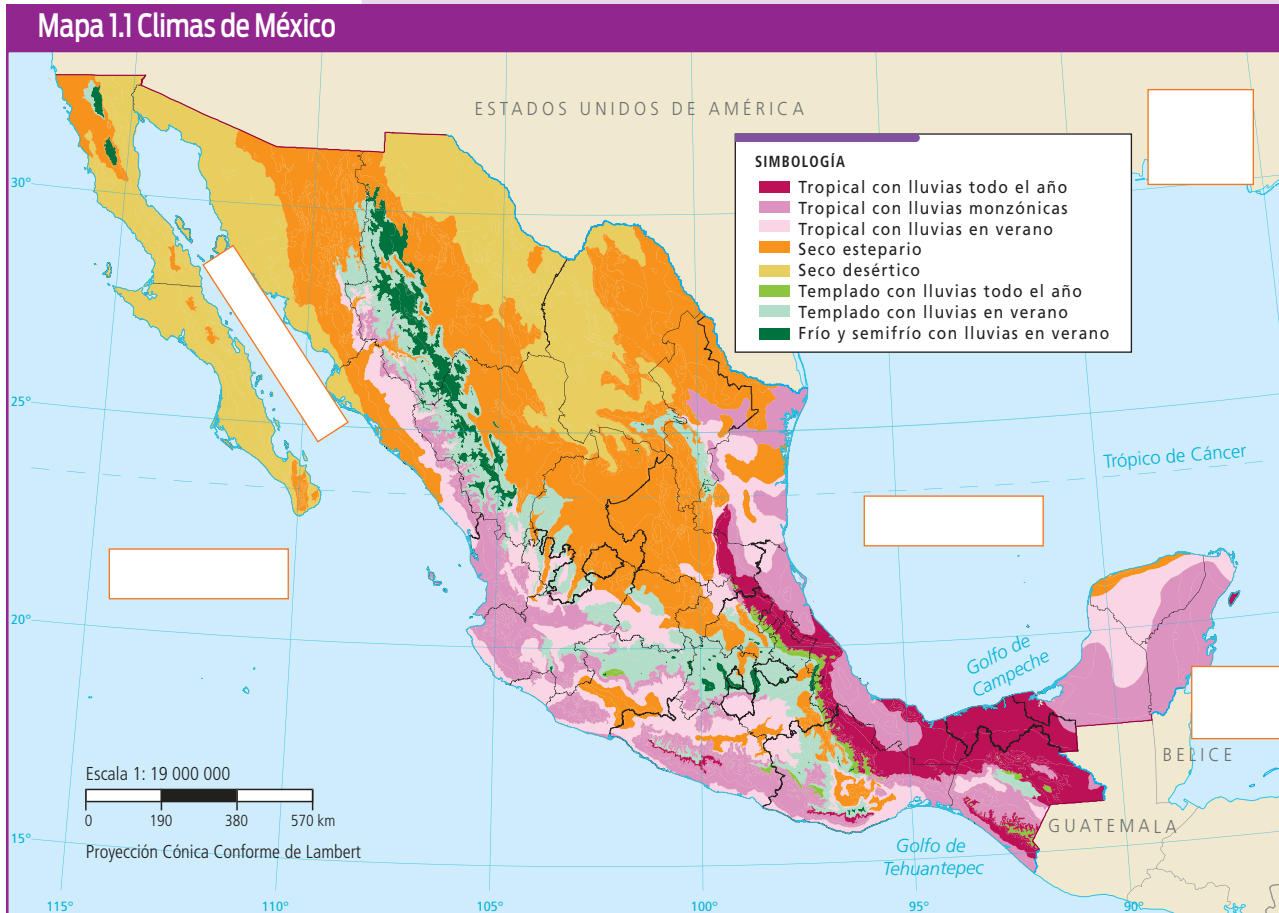 Mapa 1.1 Climas de México
ESTADOS UNIDOS DE AMÉRICA
SIMBOLOGÍA
Tropical con lluvias todo el año
Tropical con lluvias monzónicas
Tropical con lluvias en verano
Seco estepario
Seco desértico
Templado con lluvias todo el año
Templado con lluvias en verano
Frío y semifrío con lluvias en verano
30°
25°
Trópico de Cáncer
20°
Golfo de
Campeche
BELICE
GUATEMALA
Golfo de
Tehuantepec
Escala 1: 19 000 000
0 190 380 570 km
Proyección Cónica Conforme de Lambert
15°
115° 110° 105° 100° 95° 90°